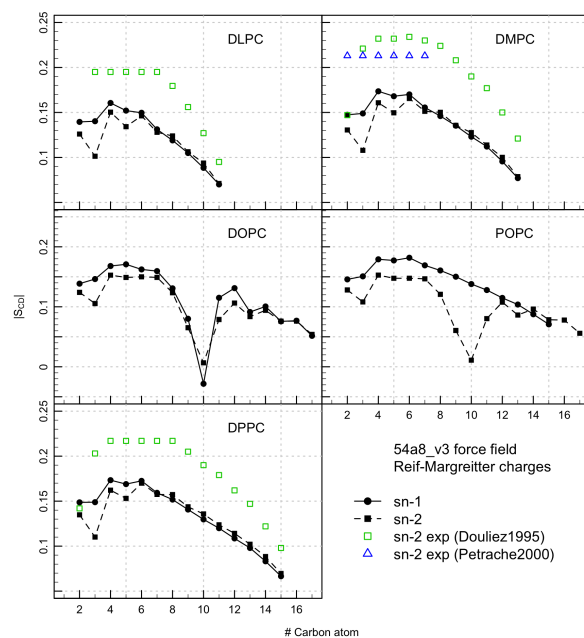 DLPC
DMPC
0.25
0.2
0.15
0.1
DOPC
POPC
0.2
0.1
0
|SCD|
DPPC
0.25
0.2
0.15
0.1
54a8_v3 force field
Reif-Margreitter charges
sn-1
sn-2
sn-2 exp (Douliez1995)
sn-2 exp (Petrache2000)
2 4 6 8 10 12 14 16
2 4 6 8 10 12 14 16
# Carbon atom